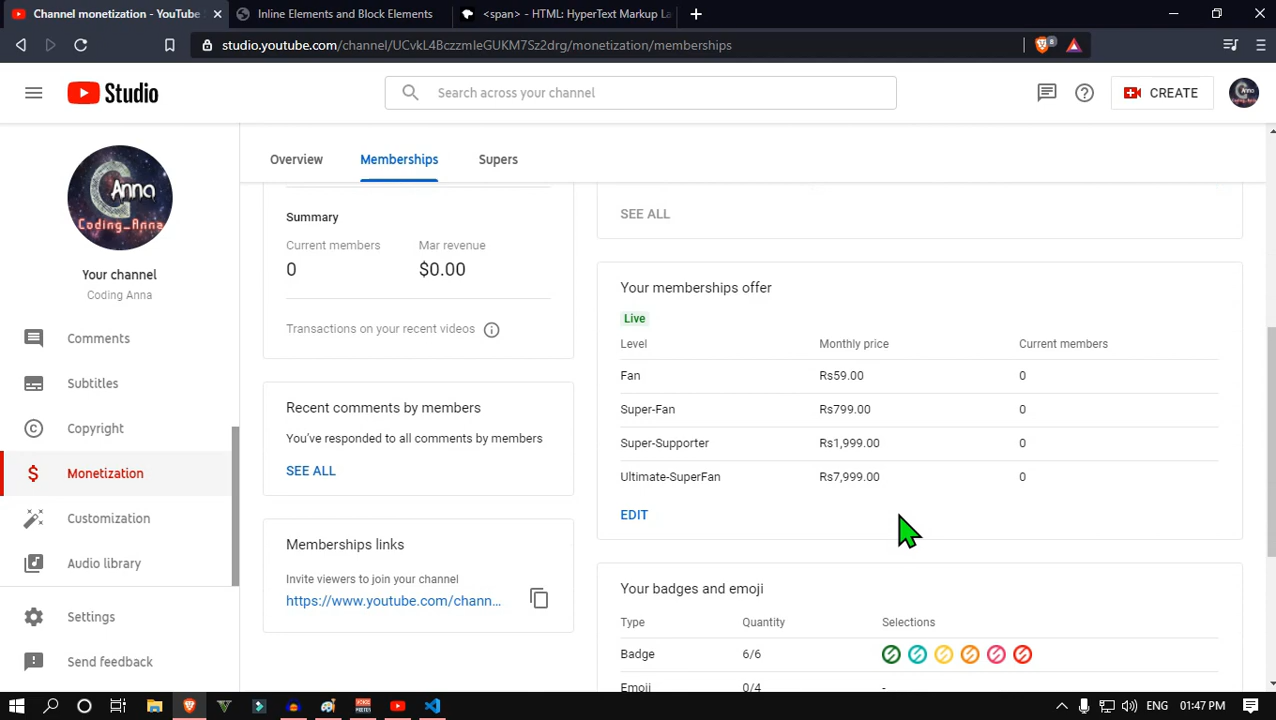 Channel monetization - YouTube
Inline Elements and Block Elements
<span> - HTML: HyperText Markup La
studio.youtube.com/channel/UCvkL4BczzmleGUKM7Sz2drg/monetization/memberships
8
Studio
Search across your channel
CREATE
Anna
Coding_Anna
Your channel
Coding Anna
Comments
Subtitles
Copyright
Monetization
Customization
Audio library
Settings
Send feedback
Overview
Memberships
Supers
Summary
Current members
Mar revenue
0
$0.00
Transactions on your recent videos
Recent comments by members
You've responded to all comments by members
SEE ALL
Memberships links
Invite viewers to join your channel
https://www.youtube.com/chann...
SEE ALL
Your memberships offer
Live
Level Monthly price Current members
Fan Rs59.00 0
Super-Fan Rs799.00 0
Super-Supporter Rs1,999.00 0
Ultimate-SuperFan Rs7,999.00 0
EDIT
Your badges and emoji
Type Quantity Selections
Badge 6/6
Emoji 0/4 -
ENG 01:47 PM